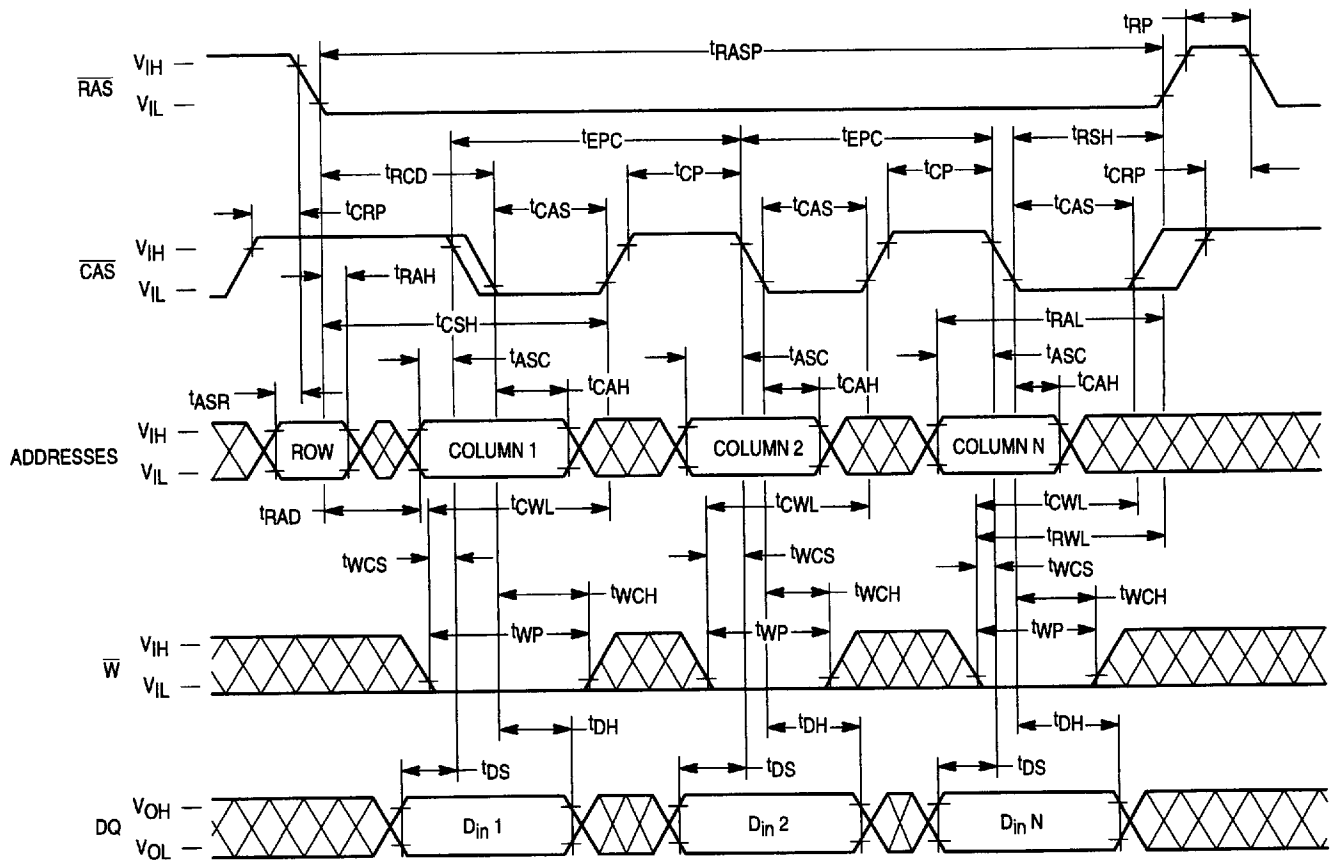 tRP
VIH
RAS
VIL
tRASP
tEPC
tEPC
tRSH
tRCD
tCP
tCP
tCRP
tCRP
tCAS
tCAS
tCAS
VIH
CAS
VIL
tRAH
tCSH
tRAL
tASC
tASC
tASC
tASR
tCAH
tCAH
tCAH
VIH
ADDRESSES
VIL
ROW
COLUMN 1
COLUMN 2
COLUMN N
tRAD
tCWL
tCWL
tCWL
tRWL
tWCS
tWCS
tWCS
tWCH
tWCH
tWCH
tWP
tWP
tWP
VIH
W
VIL
tDH
tDH
tDH
tDS
tDS
tDS
VOH
DQ
VOL
Din 1
Din 2
Din N